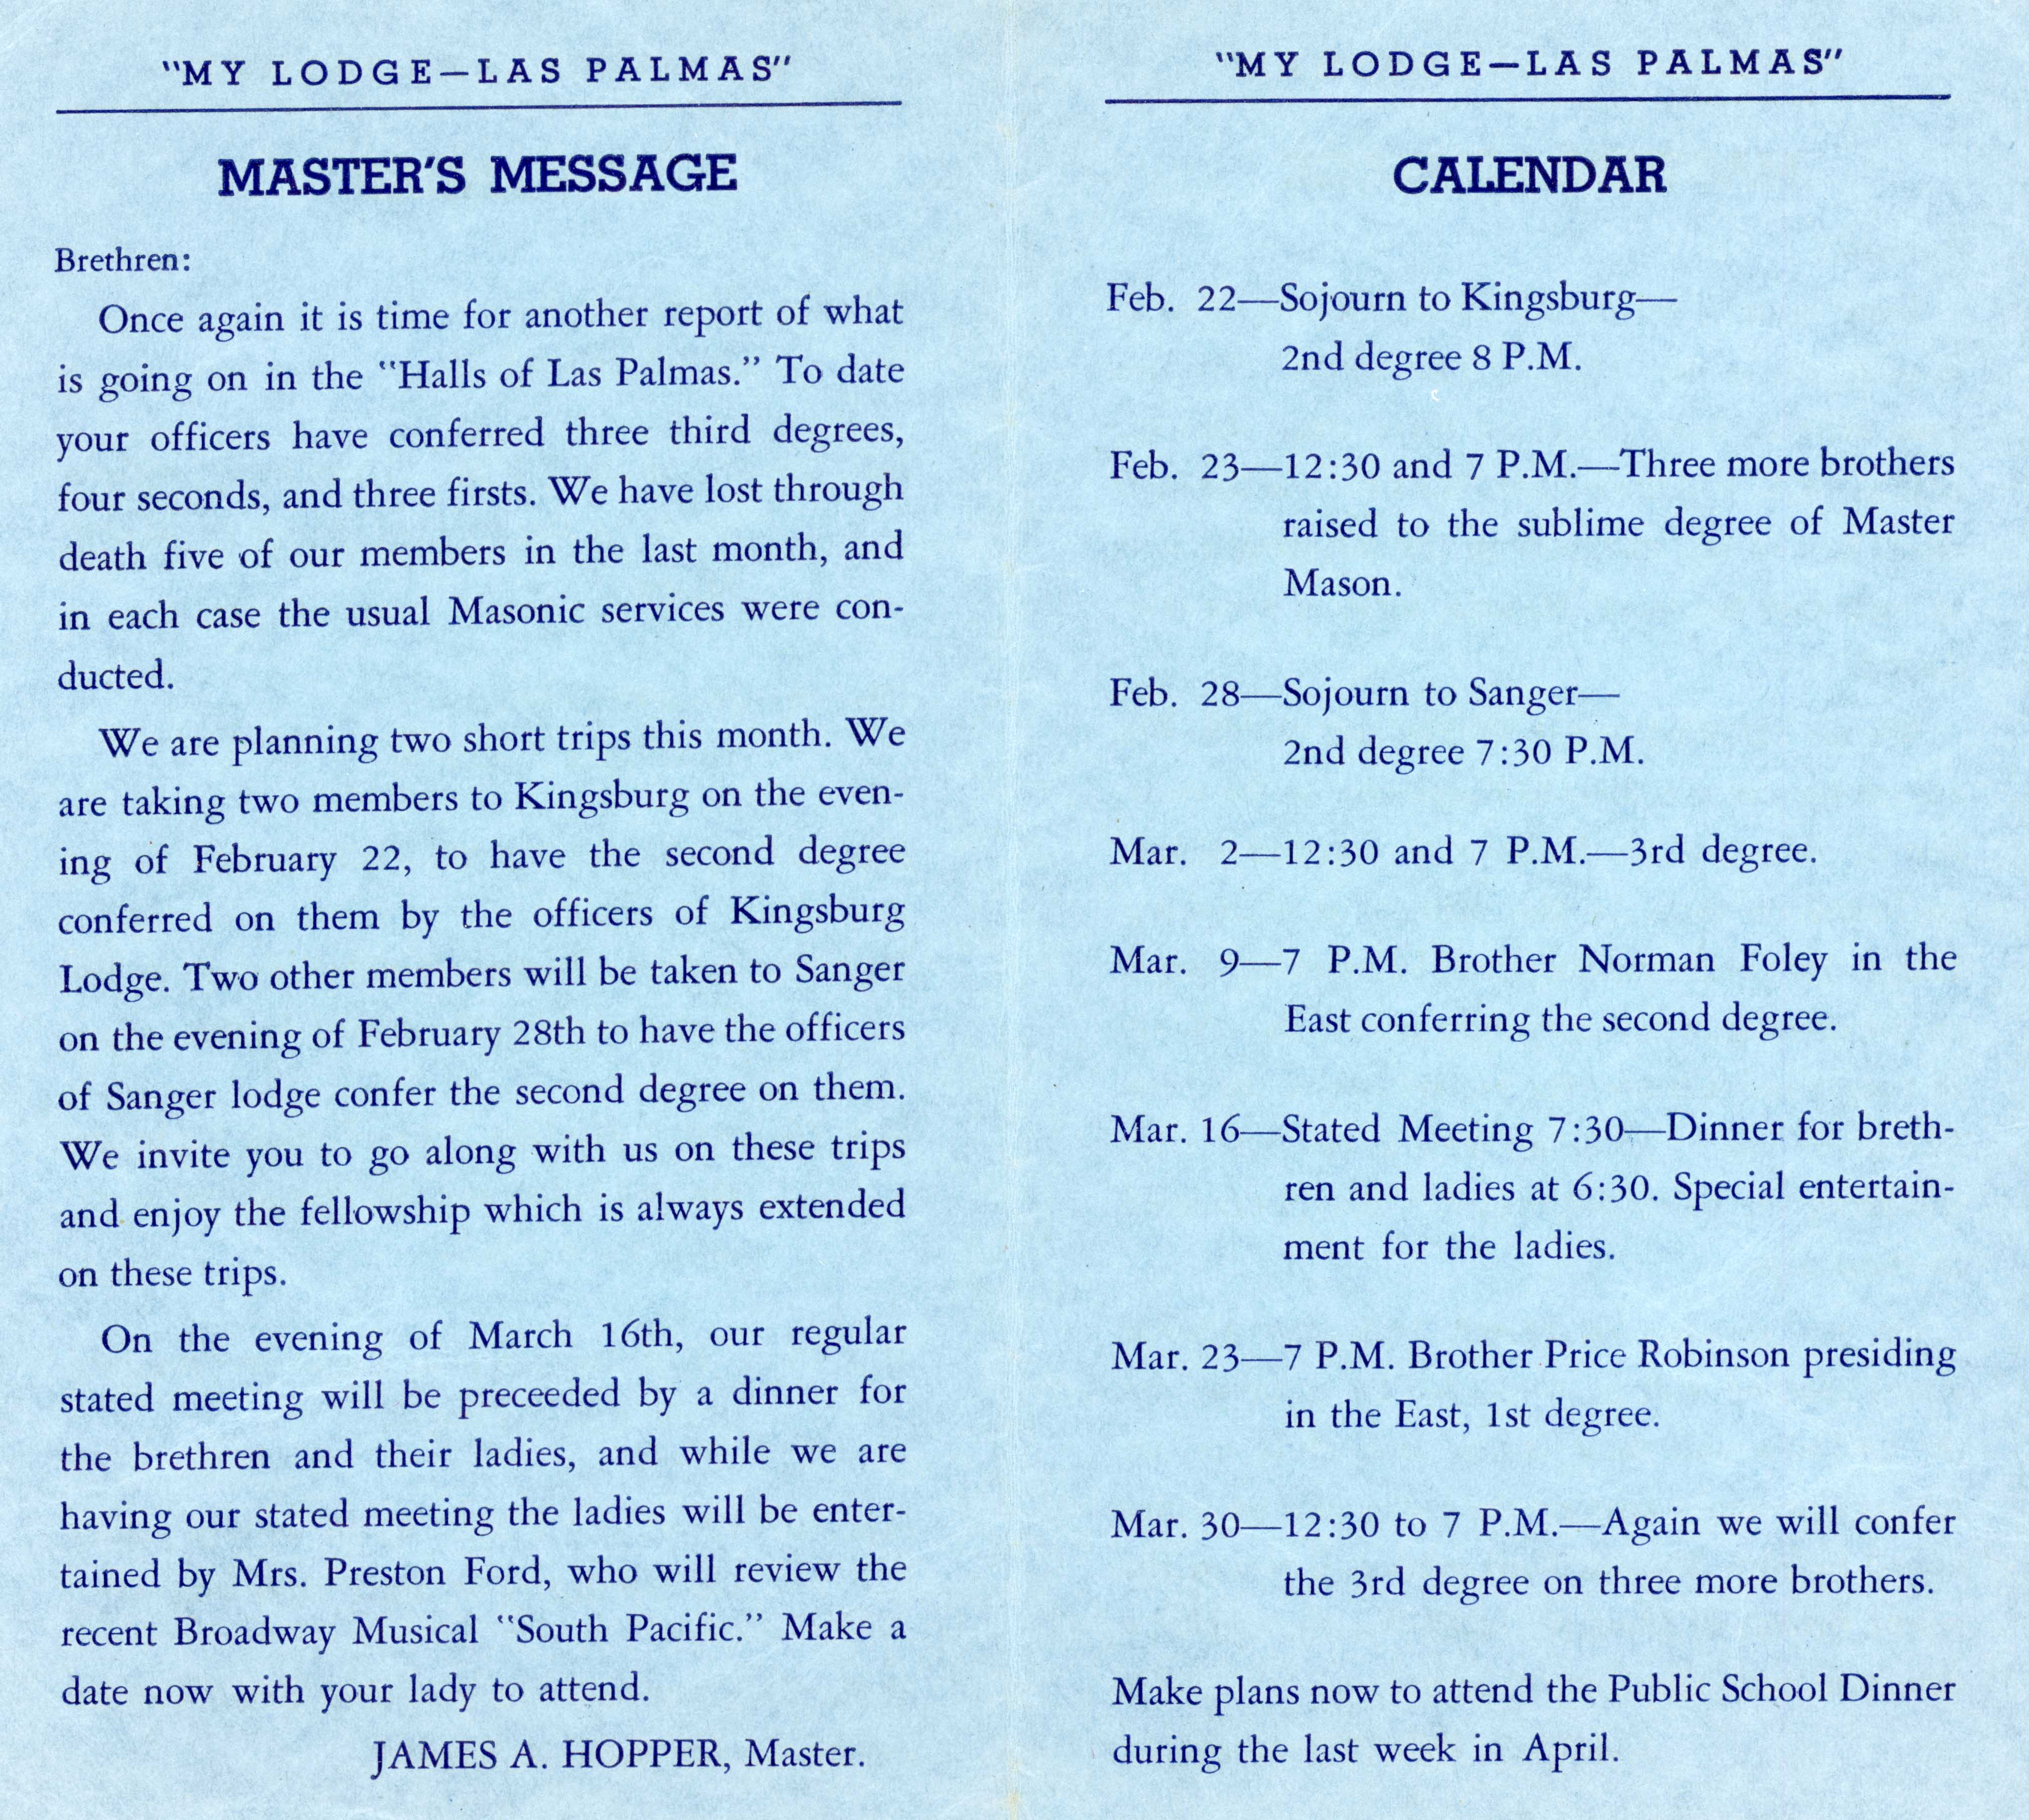 "MY LODGE—LAS PALMAS"
MASTER'S MESSAGE
Brethren:
Once again it is time for another report of what
is going on in the "Halls of Las Palmas." To date
your officers have conferred three third degrees,
four seconds, and three firsts. We have lost through
death five of our members in the last month, and
in each case the usual Masonic services were con-
ducted.
We are planning two short trips this month. We
are taking two members to Kingsburg on the even-
ing of February 22, to have the second degree
conferred on them by the officers of Kingsburg
Lodge. Two other members will be taken to Sanger
on the evening of February 28th to have the officers
of Sanger lodge confer the second degree on them.
We invite you to go along with us on these trips
and enjoy the fellowship which is always extended
on these trips.
On the evening of March 16th, our regular
stated meeting will be preceeded by a dinner for
the brethren and their ladies, and while we are
having our stated meeting the ladies will be enter-
tained by Mrs. Preston Ford, who will review the
recent Broadway Musical "South Pacific." Make a
date now with your lady to attend.
JAMES A. HOPPER, Master.
"MY LODGE—LAS PALMAS"
CALENDAR
Feb. 22—Sojourn to Kingsburg—
2nd degree 8 P.M.
Feb. 23—12:30 and 7 P.M.—Three more brothers
raised to the sublime degree of Master
Mason.
Feb. 28—Sojourn to Sanger—
2nd degree 7:30 P.M.
Mar. 2—12:30 and 7 P.M.—3rd degree.
Mar. 9—7 P.M. Brother Norman Foley in the
East conferring the second degree.
Mar. 16—Stated Meeting 7:30—Dinner for breth-
ren and ladies at 6:30. Special entertain-
ment for the ladies.
Mar. 23—7 P.M. Brother Price Robinson presiding
in the East, 1st degree.
Mar. 30—12:30 to 7 P.M.—Again we will confer
the 3rd degree on three more brothers.
Make plans now to attend the Public School Dinner
during the last week in April.